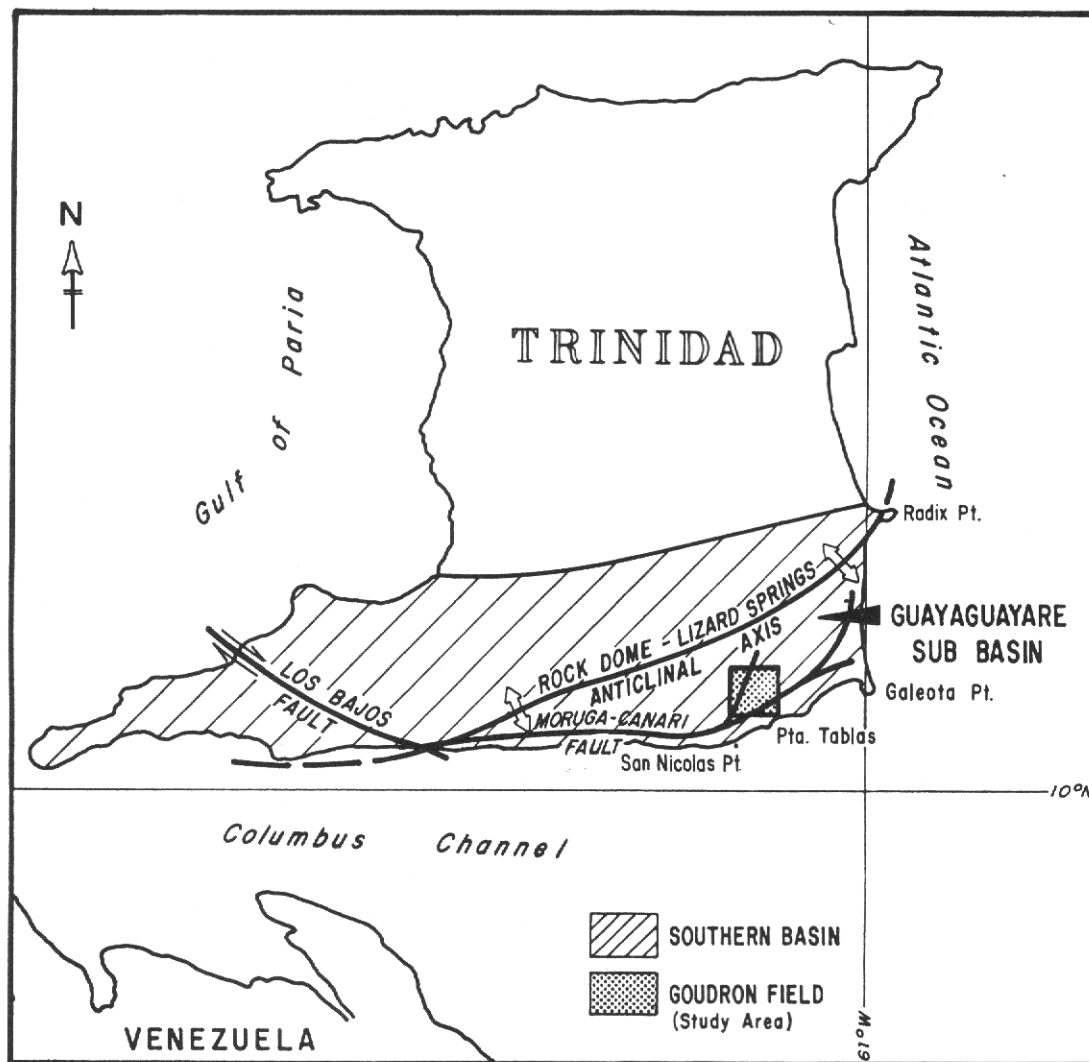 N
Gulf of Paria
TRINIDAD
Atlantic Ocean
Radix Pt.
ROCK DOME - LIZARD SPRINGS
ANTICLINAL AXIS
GUAYAGUAYARE
SUB BASIN
LOS BAJOS
FAULT
MORUGA-CANARI
FAULT
Galeota Pt.
Pta. Tablas
San Nicolas Pt.
10°N
Columbus Channel
SOUTHERN BASIN
GOUDRON FIELD
(Study Area)
61°W
VENEZUELA